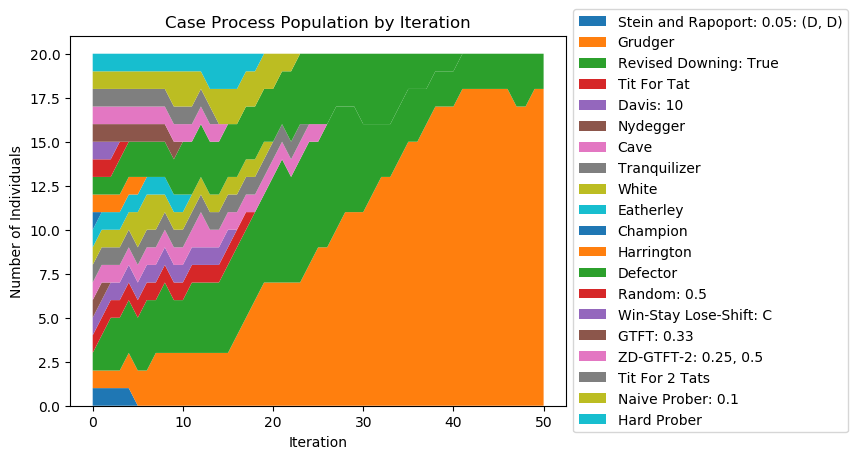 Case Process Population by Iteration
Number of Individuals
20.0
17.5
15.0
12.5
10.0
7.5
5.0
2.5
0.0
0
10
20
30
40
50
Iteration
Stein and Rapoport: 0.05: (D, D)
Grudger
Revised Downing: True
Tit For Tat
Davis: 10
Nydegger
Cave
Tranquilizer
White
Eatherley
Champion
Harrington
Defector
Random: 0.5
Win-Stay Lose-Shift: C
GTFT: 0.33
ZD-GTFT-2: 0.25, 0.5
Tit For 2 Tats
Naive Prober: 0.1
Hard Prober